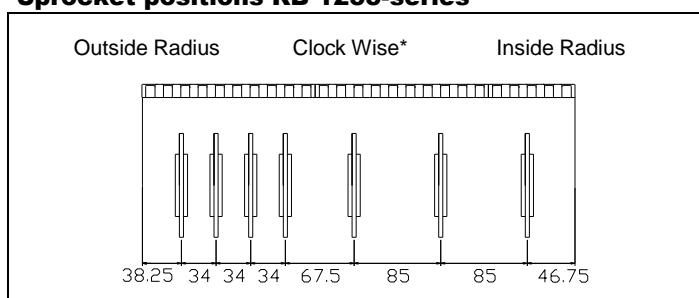 Sprocket positions RB 1233-series
Outside Radius Clock Wise* Inside Radius
38.25 34 34 34 67.5 85 85 46.75